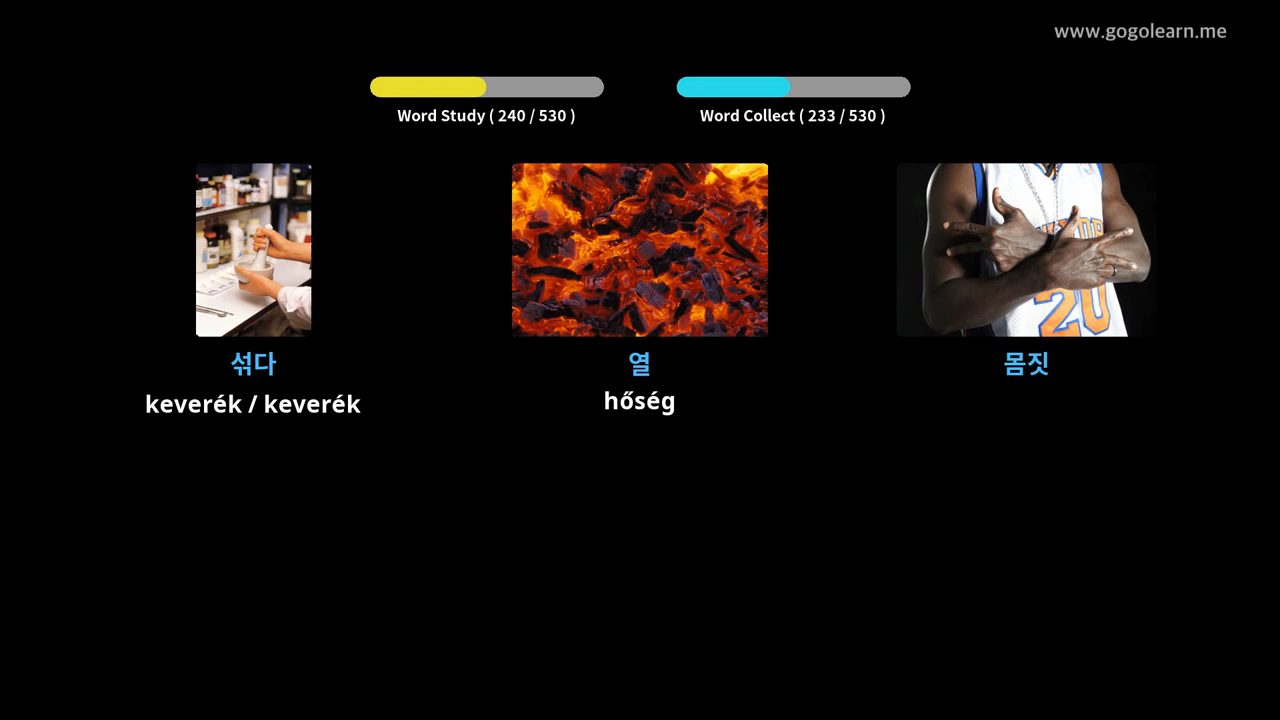 www.gogolearn.me
Word Study ( 240 / 530 )
Word Collect ( 233 / 530 )
섞다
keverék / keverék
열
hőség
몸짓
20